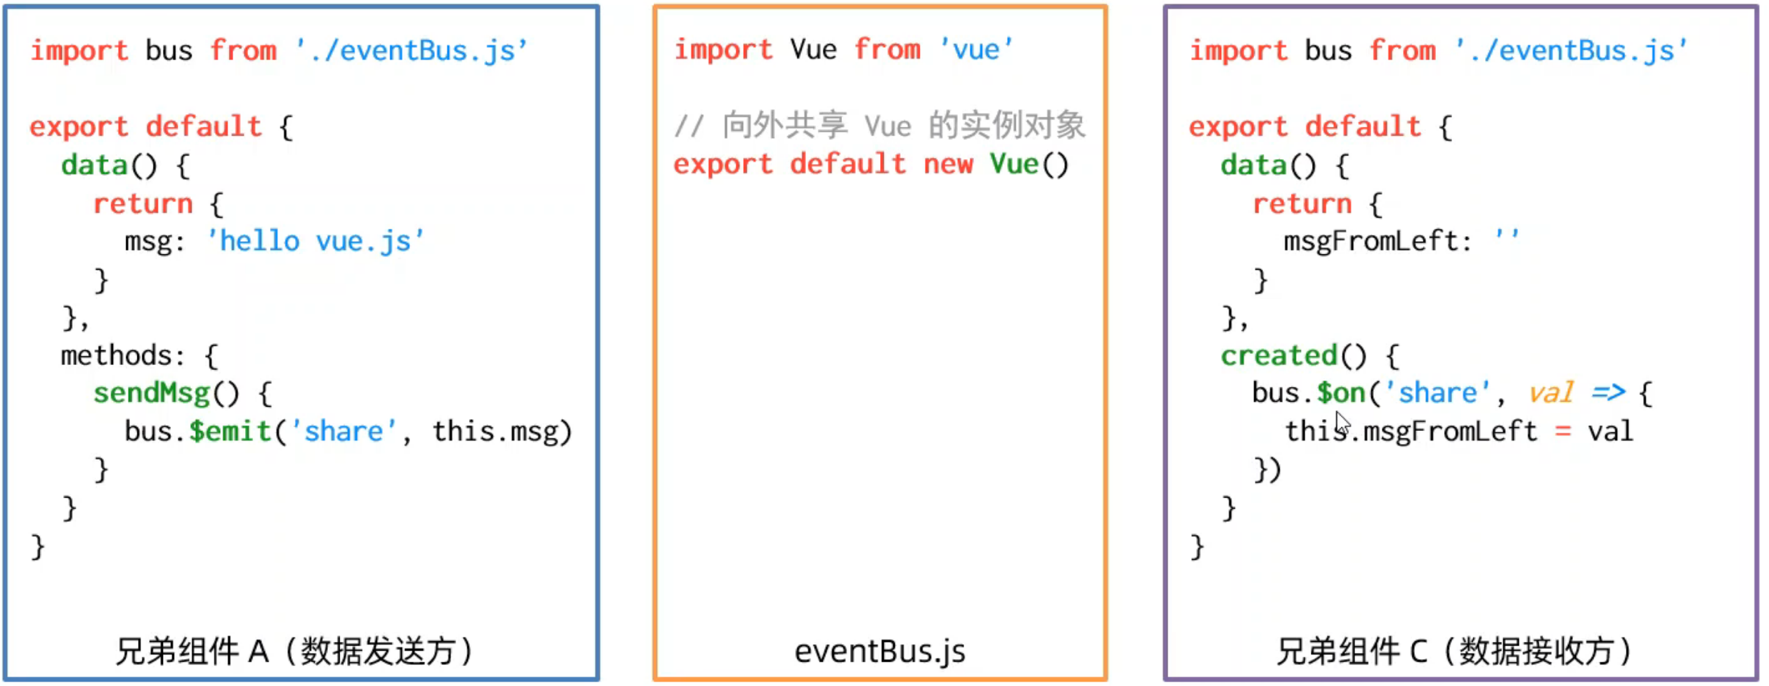 import bus from './eventBus.js’
export default {
data() {
return {
msg: 'hello vue.js'
}
},
methods: {
sendMsg() {
bus.$emit('share', this.msg)
}
}
}
兄弟组件 A（数据发送方）
import Vue from 'vue'
// 向外共享 Vue 的实例对象
export default new Vue()
eventBus.js
import bus from './eventBus.js'
export default {
data() {
return {
msgFromLeft: ''
}
},
created() {
bus.$on('share', val => {
this.msgFromLeft = val
})
}
}
兄弟组件 C（数据接收方）